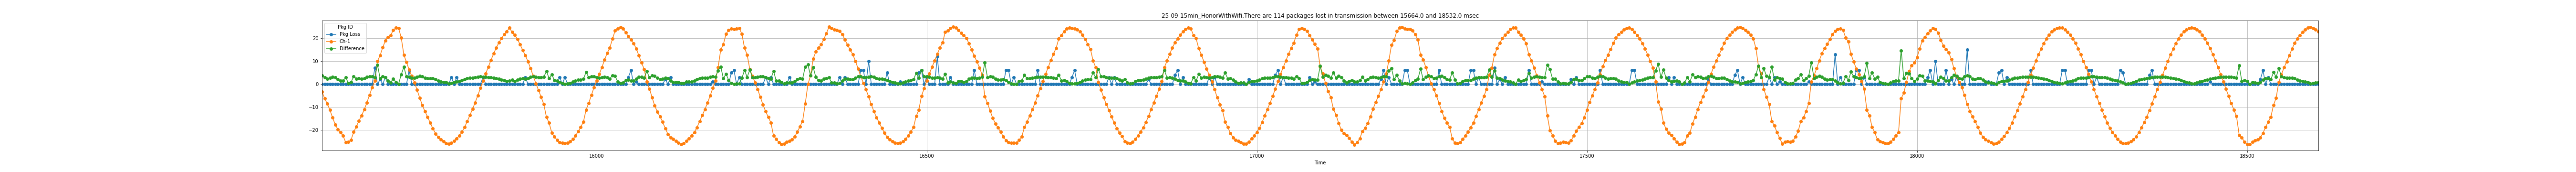 25-09-15min_HonorWithWifi There are 114 packages lost in transmission between 15664.0 and 18532.0 msec
Pkg ID
Pkg Loss
Ch-1
Difference
20
10
0
−10
−20
16000 16500 17000 17500 18000 18500
Time